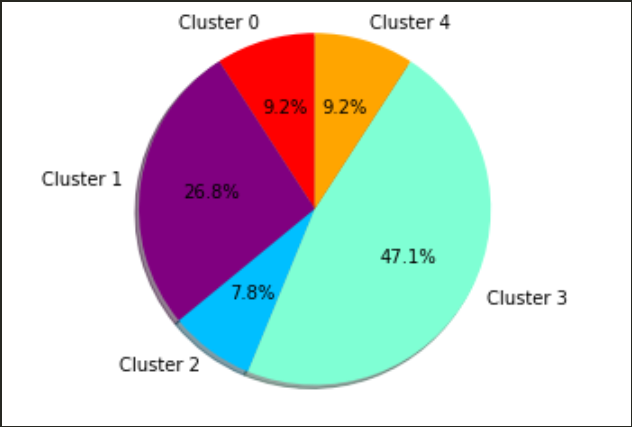 Cluster 0
Cluster 4
9.2%
9.2%
Cluster 1
26.8%
47.1%
7.8%
Cluster 3
Cluster 2